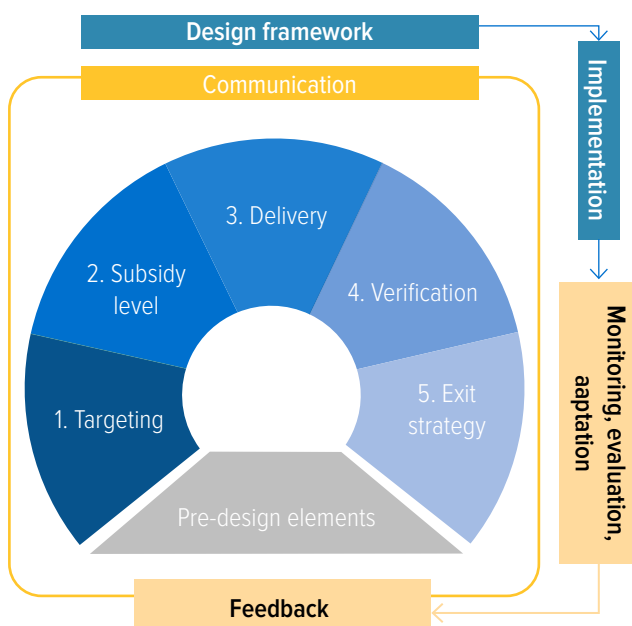 Design framework
Communication
Implementation
3. Delivery
2. Subsidy
level
4. Verification
1. Targeting
5. Exit
strategy
Monitoring, evaluation,
aaptation
Pre-design elements
Feedback